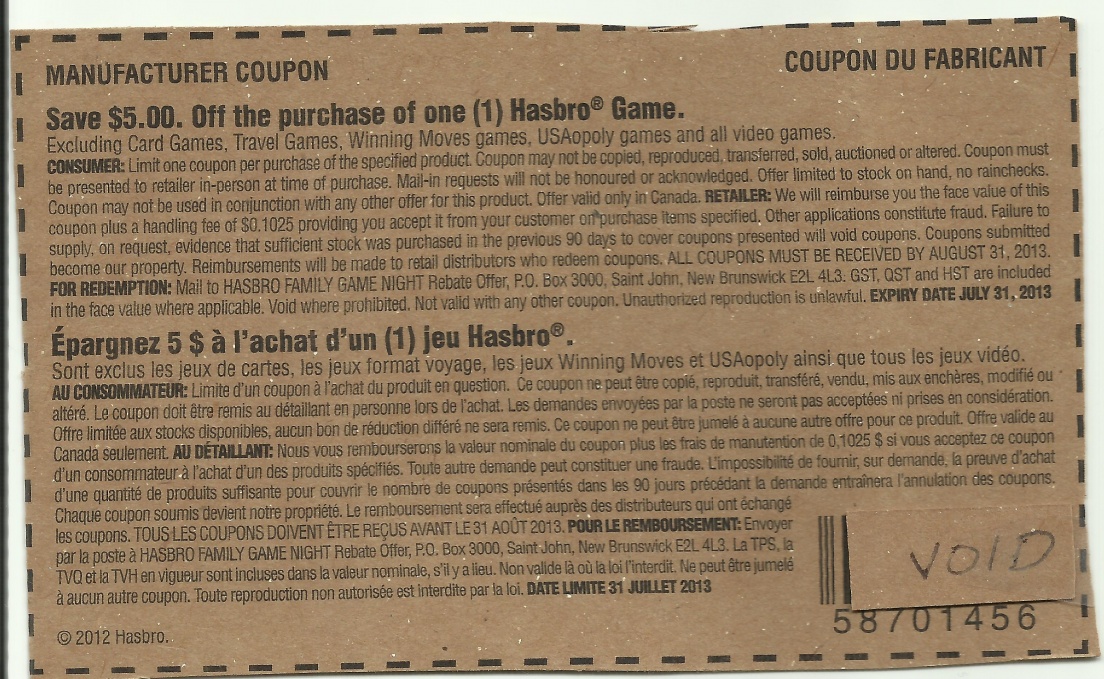 MANUFACTURER COUPON
COUPON DU FABRICANT
Save $5.00. Off the purchase of one (1) Hasbro® Game.
Excluding Card Games, Travel Games, Winning Moves games, USAopoly games and all video games.
CONSUMER: Limit one coupon per purchase of the specified product. Coupon may not be copied, reproduced, transferred, sold, auctioned or altered. Coupon must
be presented to retailer in-person at time of purchase. Mail-in requests will not be honoured or acknowledged. Offer limited to stock on hand, no rainchecks.
Coupon may not be used in conjunction with any other offer for this product. Offer valid only in Canada. RETAILER: We will reimburse you the face value of this
coupon plus a handling fee of $0.1025 providing you accept it from your customer on purchase items specified. Other applications constitute fraud. Failure to
supply, on request, evidence that sufficient stock was purchased in the previous 90 days to cover coupons presented will void coupons. Coupons submitted
become our property. Reimbursements will be made to retail distributors who redeem coupons. ALL COUPONS MUST BE RECEIVED BY AUGUST 31, 2013.
FOR REDEMPTION: Mail to HASBRO FAMILY GAME NIGHT Rebate Offer, P.O. Box 3000, Saint John, New Brunswick E2L 4L3. GST, QST and HST are included
in the face value where applicable. Void where prohibited. Not valid with any other coupon. Unauthorized reproduction is unlawful. EXPIRY DATE JULY 31, 2013
Épargnez 5 $ à l'achat d'un (1) jeu Hasbro®.
Sont exclus les jeux de cartes, les jeux format voyage, les jeux Winning Moves et USAopoly ainsi que tous les jeux vidéo.
AU CONSOMMATEUR: Limite d'un coupon à l'achat du produit en question. Ce coupon ne peut être copié, reproduit, transféré, vendu, mis aux enchères, modifié ou
altéré. Le coupon doit être remis au détaillant en personne lors de l'achat. Les demandes envoyées par la poste ne seront pas acceptées ni prises en considération.
Offre limitée aux stocks disponibles, aucun bon de réduction différé ne sera remis. Ce coupon ne peut être jumelé à aucune autre offre pour ce produit. Offre valide au
Canada seulement. AU DÉTAILLANT: Nous vous rembourserons la valeur nominale du coupon plus les frais de manutention de 0,1025 $ si vous acceptez ce coupon
d'un consommateur à l'achat d'un des produits spécifiés. Toute autre demande peut constituer une fraude. L'impossibilité de fournir, sur demande, la preuve d'achat
d'une quantité de produits suffisante pour couvrir le nombre de coupons présentés dans les 90 jours précédant la demande entraînera l'annulation des coupons.
Chaque coupon soumis devient notre propriété. Le remboursement sera effectué auprès des distributeurs qui ont échangé
les coupons. TOUS LES COUPONS DOIVENT ÊTRE REÇUS AVANT LE 31 AOÛT 2013. POUR LE REMBOURSEMENT: Envoyer
par la poste à HASBRO FAMILY GAME NIGHT Rebate Offer, P.O. Box 3000, Saint John, New Brunswick E2L 4L3. La TPS, la
TVQ et la TVH en vigueur sont incluses dans la valeur nominale, s'il y a lieu. Non valide là où la loi l'interdit. Ne peut être jumelé
à aucun autre coupon. Toute reproduction non autorisée est interdite par la loi. DATE LIMITE 31 JUILLET 2013
VOID
58701456
© 2012 Hasbro.